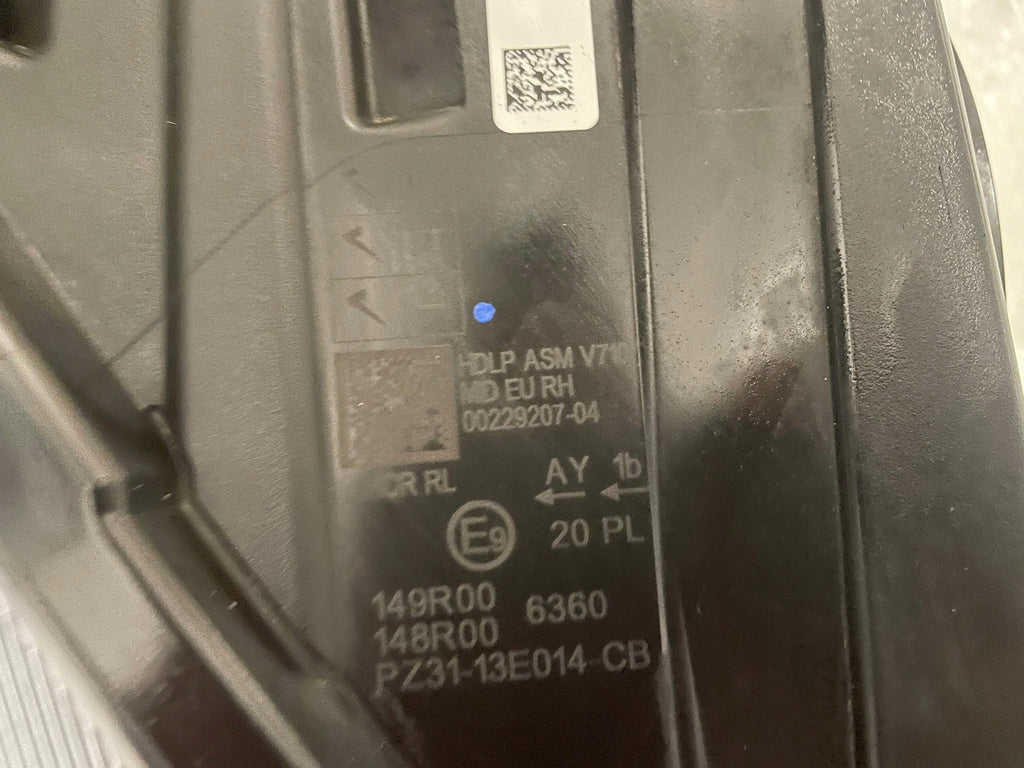 HDLP ASM V710
MID EU RH
00229207-04
CR RL
AY 1b
E9
20 PL
149R00 6360
148R00
PZ31-13E014-CB